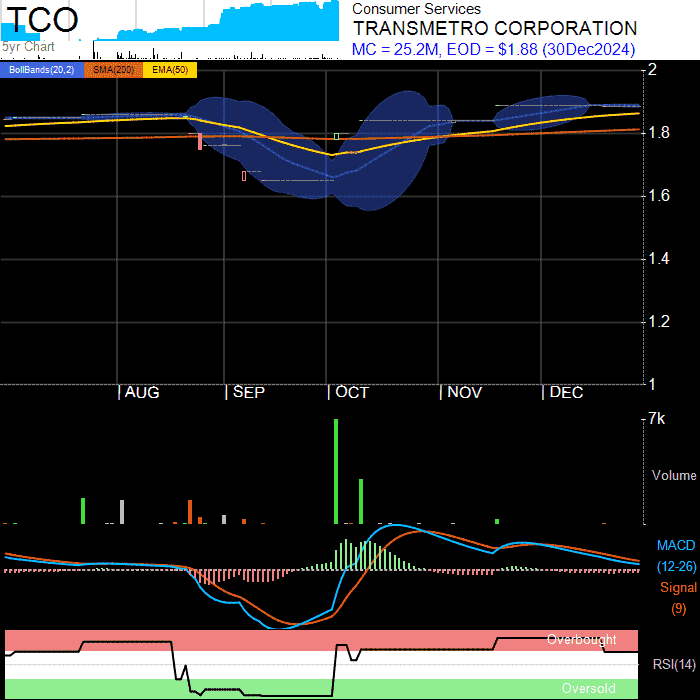 TCO
5yr Chart
Consumer Services
TRANSMETRO CORPORATION
MC = 25.2M, EOD = $1.88 (30Dec2024)
BollBands(20,2) SMA(200) EMA(50)
2
1.8
1.6
1.4
1.2
1
AUG SEP OCT NOV DEC
7k
Volume
MACD
(12-26)
Signal
(9)
Overbought
RSI(14)
Oversold